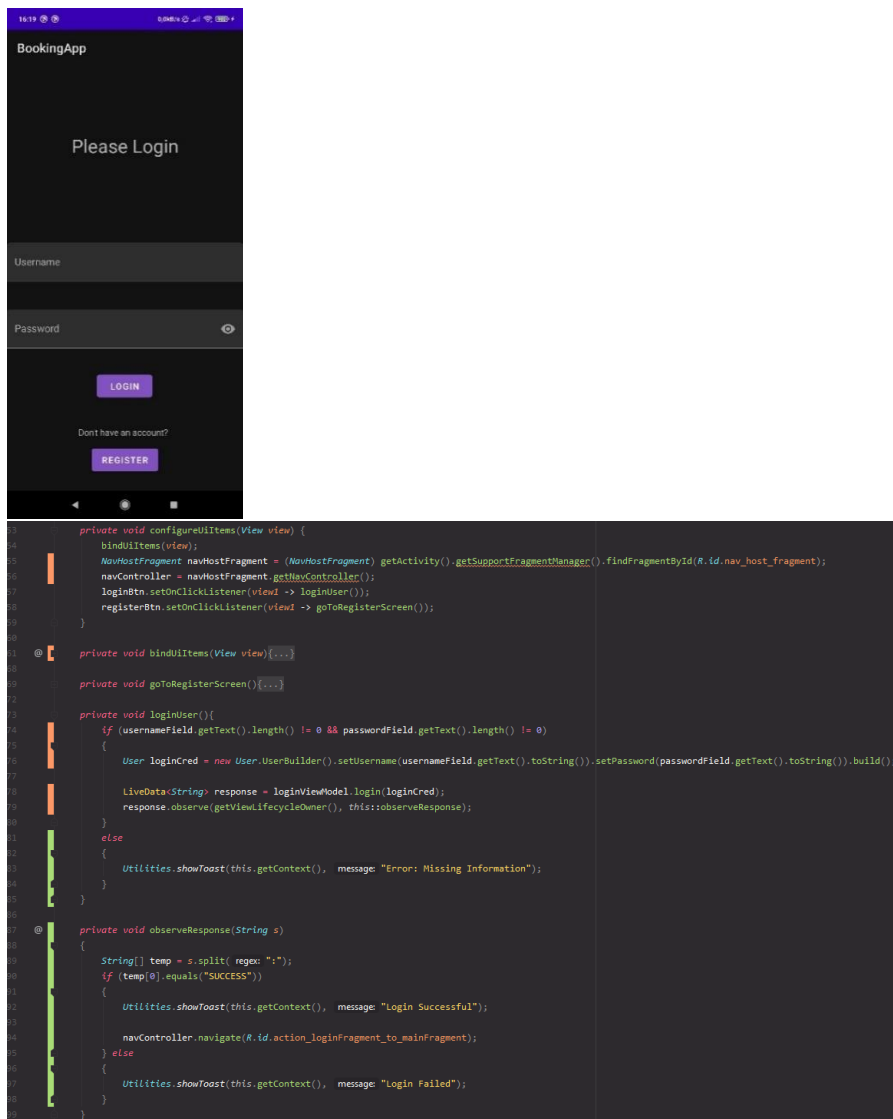 16:19
0,0kB/s
BookingApp
Please Login
Username
Password
LOGIN
Don't have an account?
REGISTER
53 private void configureUiItems(View view) {
54 bindUiItems(view);
55 NavHostFragment navHostFragment = (NavHostFragment) getActivity().getSupportFragmentManager().findFragmentById(R.id.nav_host_fragment);
56 navController = navHostFragment.getNavController();
57 loginBtn.setOnClickListener(view1 -> loginUser());
58 registerBtn.setOnClickListener(view1 -> goToRegisterScreen());
59 }
60
61 @ private void bindUiItems(View view){...}
68
69 private void goToRegisterScreen(){...}
72
73 private void loginUser(){
74 if (usernameField.getText().length() != 0 && passwordField.getText().length() != 0)
75 {
76 User loginCred = new User.UserBuilder().setUsername(usernameField.getText().toString()).setPassword(passwordField.getText().toString()).build()
77
78 LiveData<String> response = loginViewModel.login(loginCred);
79 response.observe(getViewLifecycleOwner(), this::observeResponse);
80 }
81 else
82 {
83 Utilities.showToast(this.getContext(), message: "Error: Missing Information");
84 }
85 }
86
87 @ private void observeResponse(String s)
88 {
89 String[] temp = s.split( regex: ":");
90 if (temp[0].equals("SUCCESS"))
91 {
92 Utilities.showToast(this.getContext(), message: "Login Successful");
93
94 navController.navigate(R.id.action_loginFragment_to_mainFragment);
95 } else
96 {
97 Utilities.showToast(this.getContext(), message: "Login Failed");
98 }
99 }